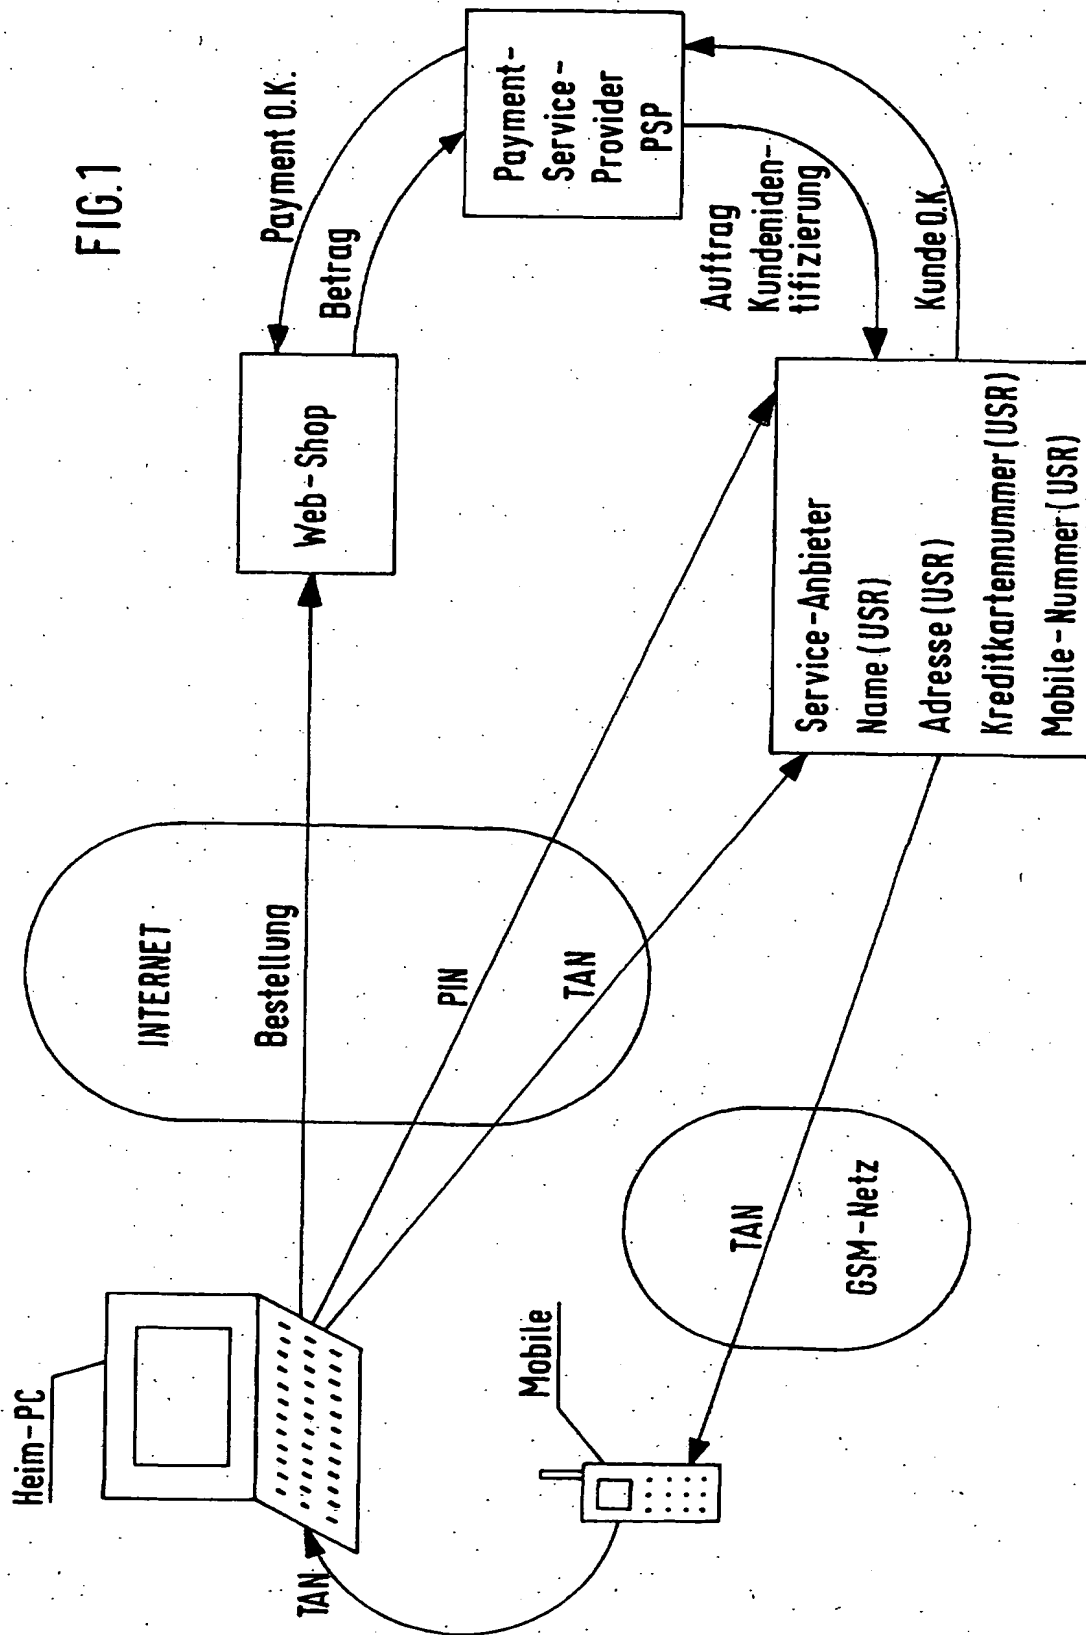 FIG.1
Heim-PC
INTERNET
Bestellung
PIN
TAN
Web-Shop
Payment O.K.
Betrag
Payment-
Service-
Provider
PSP
Auftrag
Kundeniden-
tifizierung
Kunde O.K.
Service-Anbieter
Name (USR)
Adresse (USR)
Kreditkartennummer (USR)
Mobile-Nummer (USR)
TAN
GSM-Netz
Mobile
TAN